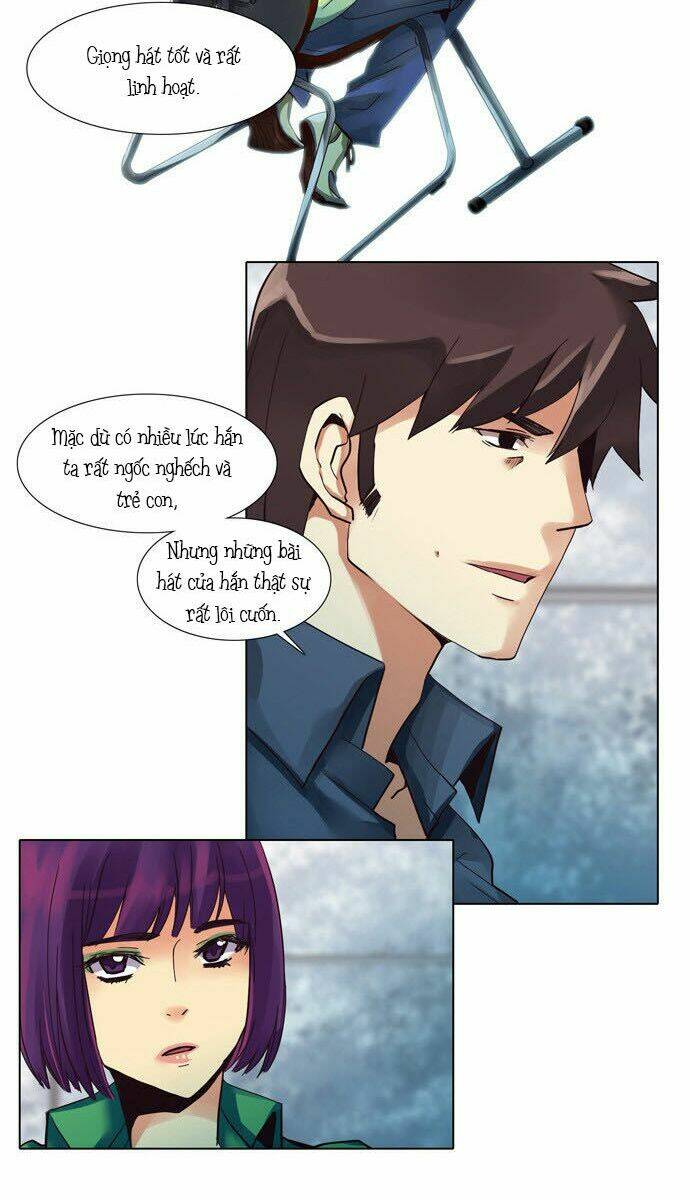 Giọng hát tốt và rất
linh hoạt.
Mặc dù có nhiều lúc hắn
ta rất ngốc nghếch và
trẻ con,
Nhưng những bài
hát của hắn thật sự
rất lôi cuốn.